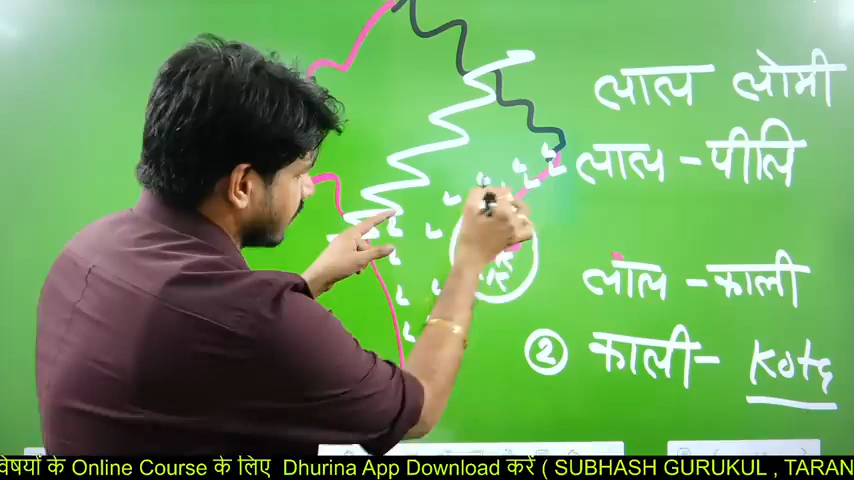 लाल लोमी
लाल - पीलि
लाल - काली
② काली - Kota
विषयों के Online Course के लिए Dhurina App Download करें ( SUBHASH GURUKUL , TARAN